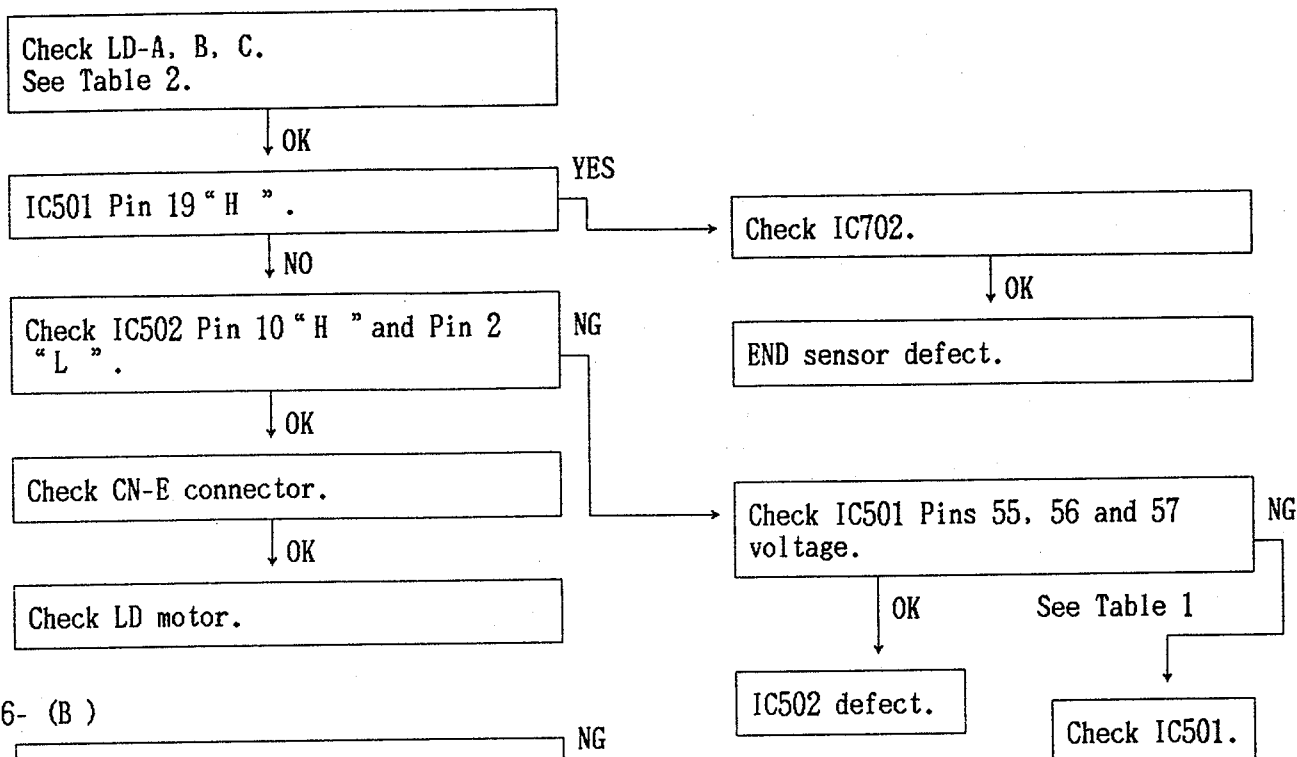 Check LD-A, B, C.
See Table 2.
OK
IC501 Pin 19 “ H ” .
YES
Check IC702.
OK
END sensor defect.
NO
Check IC502 Pin 10 “ H ” and Pin 2
“ L ” .
NG
OK
Check CN-E connector.
OK
Check LD motor.
Check IC501 Pins 55, 56 and 57
voltage.
NG
OK
See Table 1
IC502 defect.
Check IC501.
6- (B )
NG